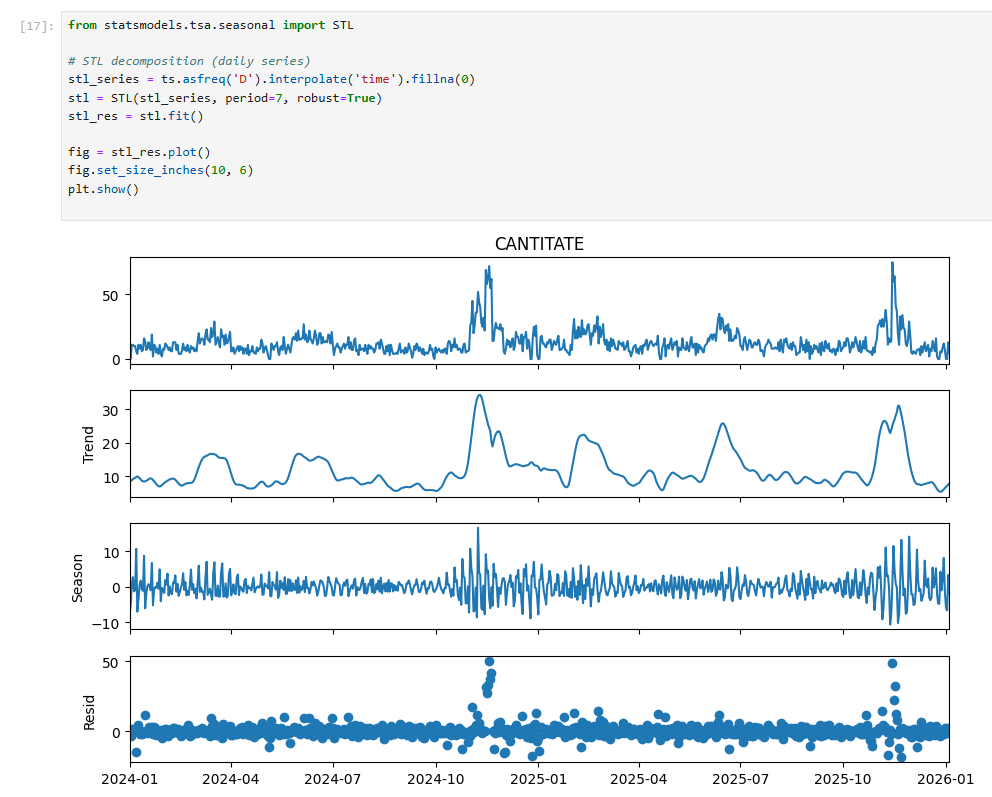 [17]: from statsmodels.tsa.seasonal import STL
# STL decomposition (daily series)
stl_series = ts.asfreq('D').interpolate('time').fillna(0)
stl = STL(stl_series, period=7, robust=True)
stl_res = stl.fit()
fig = stl_res.plot()
fig.set_size_inches(10, 6)
plt.show()
CANTITATE
50
0
Trend
30
20
10
Season
10
0
−10
Resid
50
0
2024-01 2024-04 2024-07 2024-10 2025-01 2025-04 2025-07 2025-10 2026-01